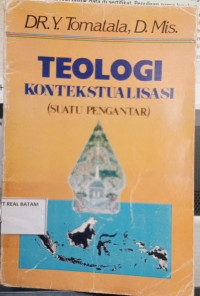 DR. Y. Tomatala, D. Mis.
TEOLOGI
KONTEKSTUALISASI
(SUATU PENGANTAR)
T REAL BATAM